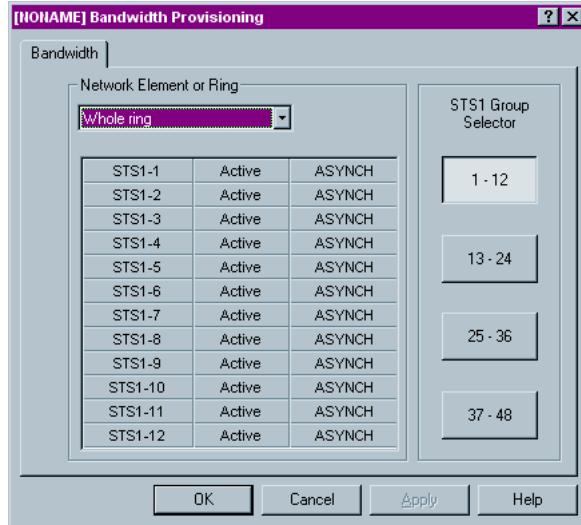 [NONAME] Bandwidth Provisioning
Bandwidth
Network Element or Ring
Whole ring
STS1-1 Active ASYNCH
STS1-2 Active ASYNCH
STS1-3 Active ASYNCH
STS1-4 Active ASYNCH
STS1-5 Active ASYNCH
STS1-6 Active ASYNCH
STS1-7 Active ASYNCH
STS1-8 Active ASYNCH
STS1-9 Active ASYNCH
STS1-10 Active ASYNCH
STS1-11 Active ASYNCH
STS1-12 Active ASYNCH
STS1 Group
Selector
1 - 12
13 - 24
25 - 36
37 - 48
OK Cancel Apply Help